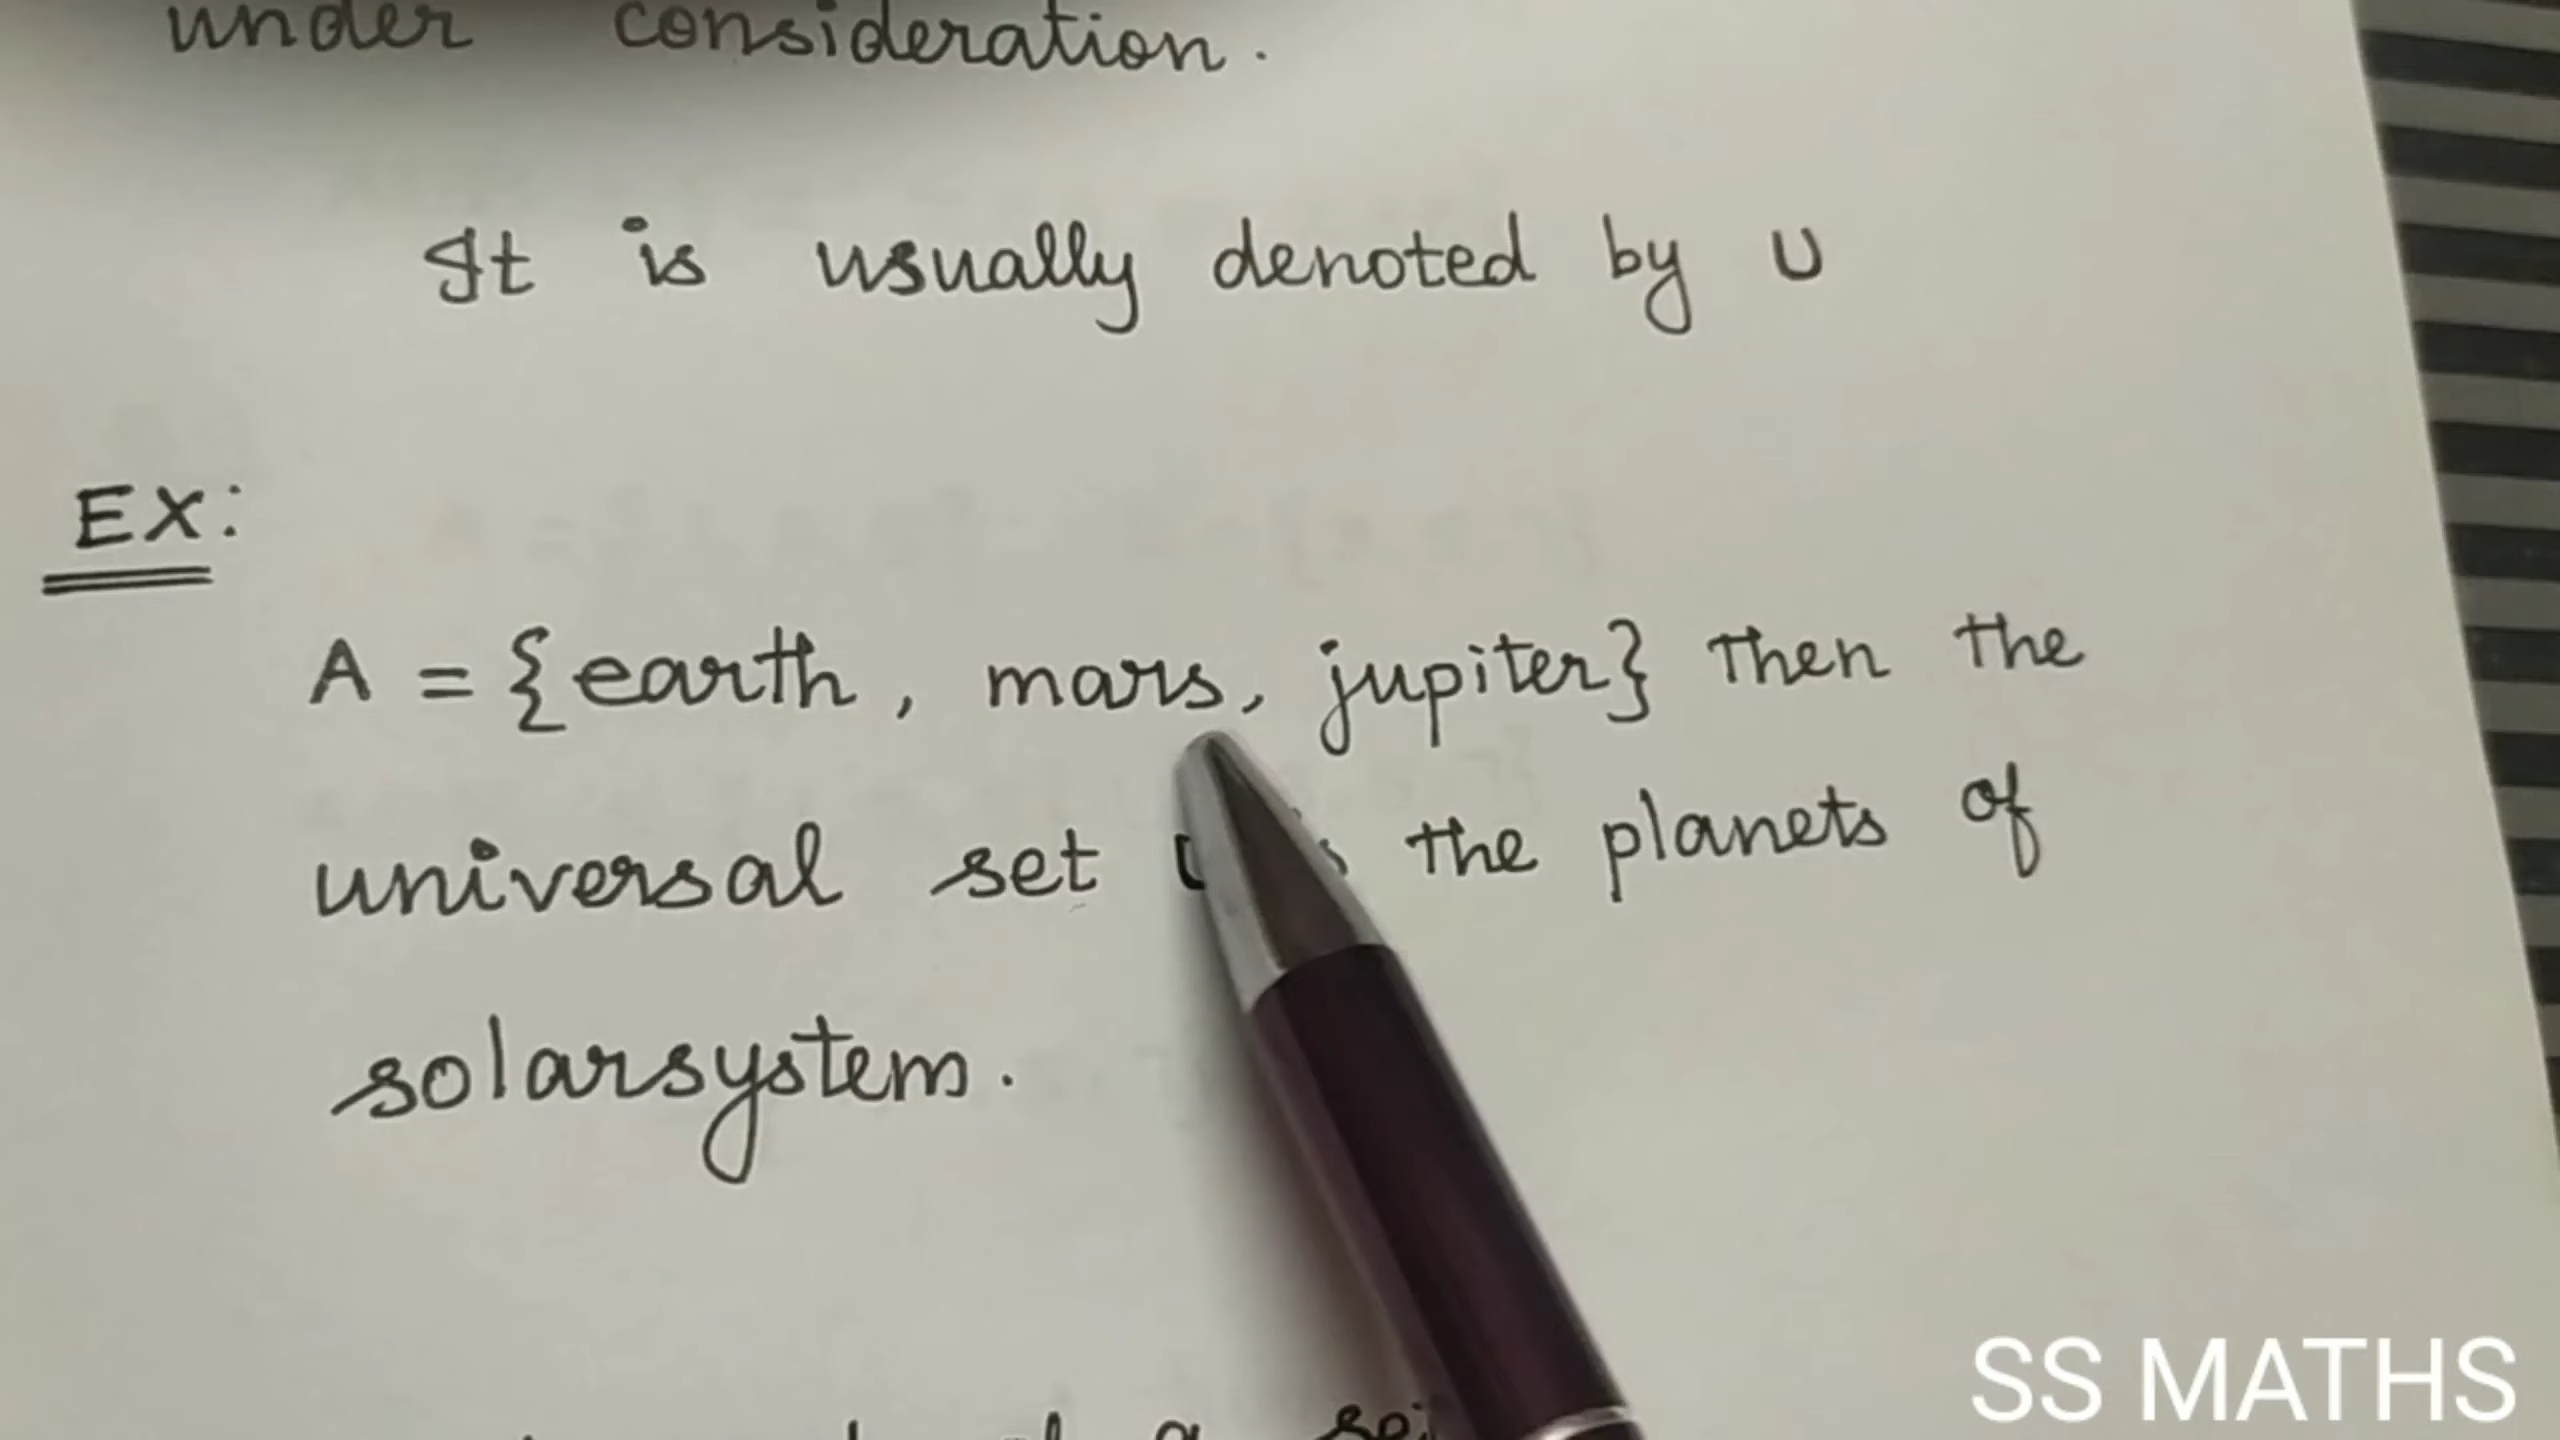 under consideration.
It is usually denoted by U
EX:
A = {earth, mars, jupiter} then the
universal set the planets of
solarsystem.
a
SS MATHS